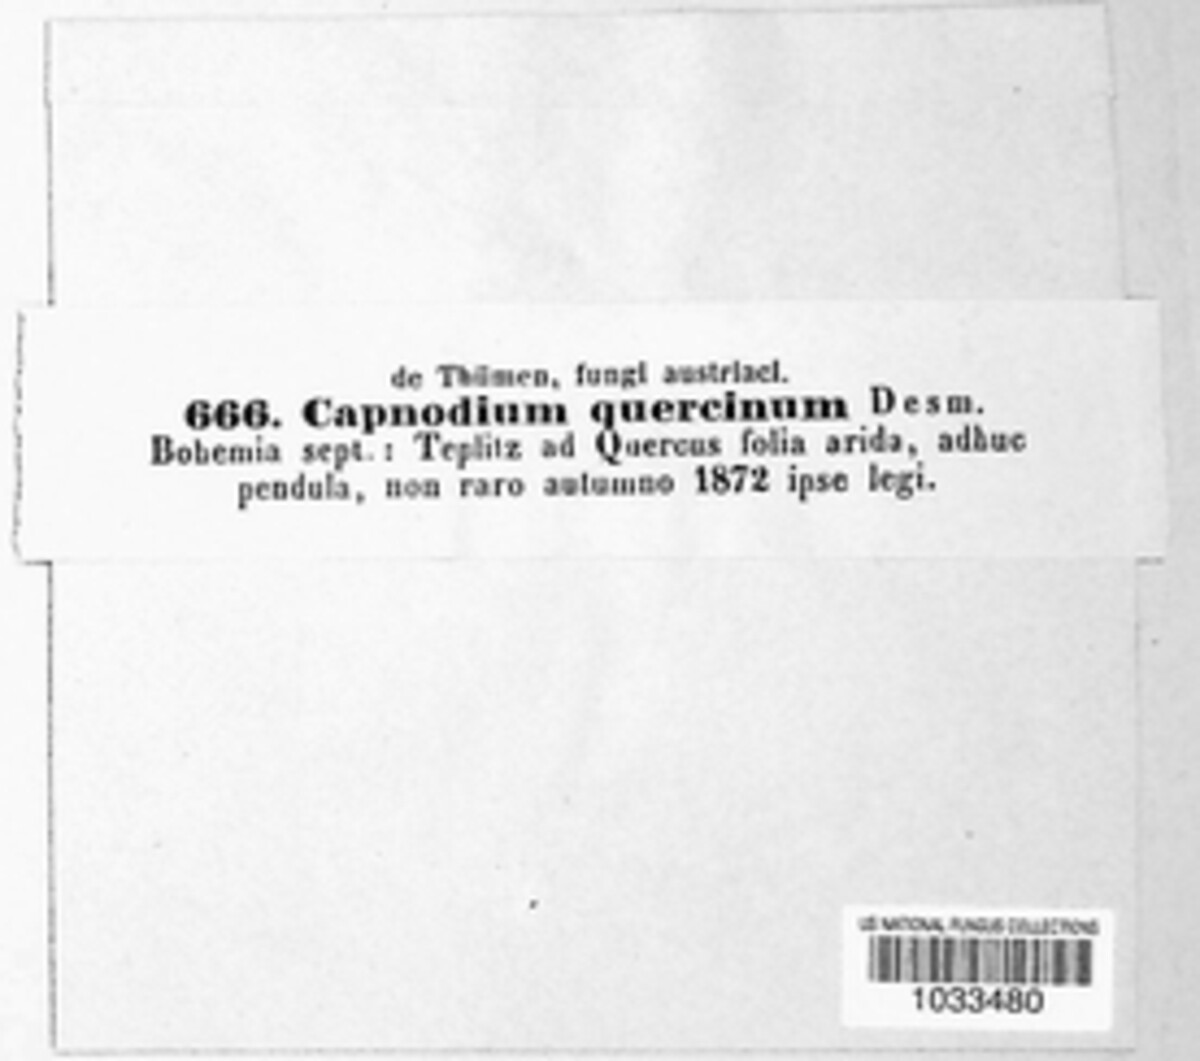 de Thümen, fungi austriaci.
666. Capnodium quercinum Desm.
Bohemia sept.: Teplitz ad Quercus folia arida, adhuc
pendula, non raro autumno 1872 ipse legi.
US NATIONAL FUNGUS COLLECTIONS
1033480